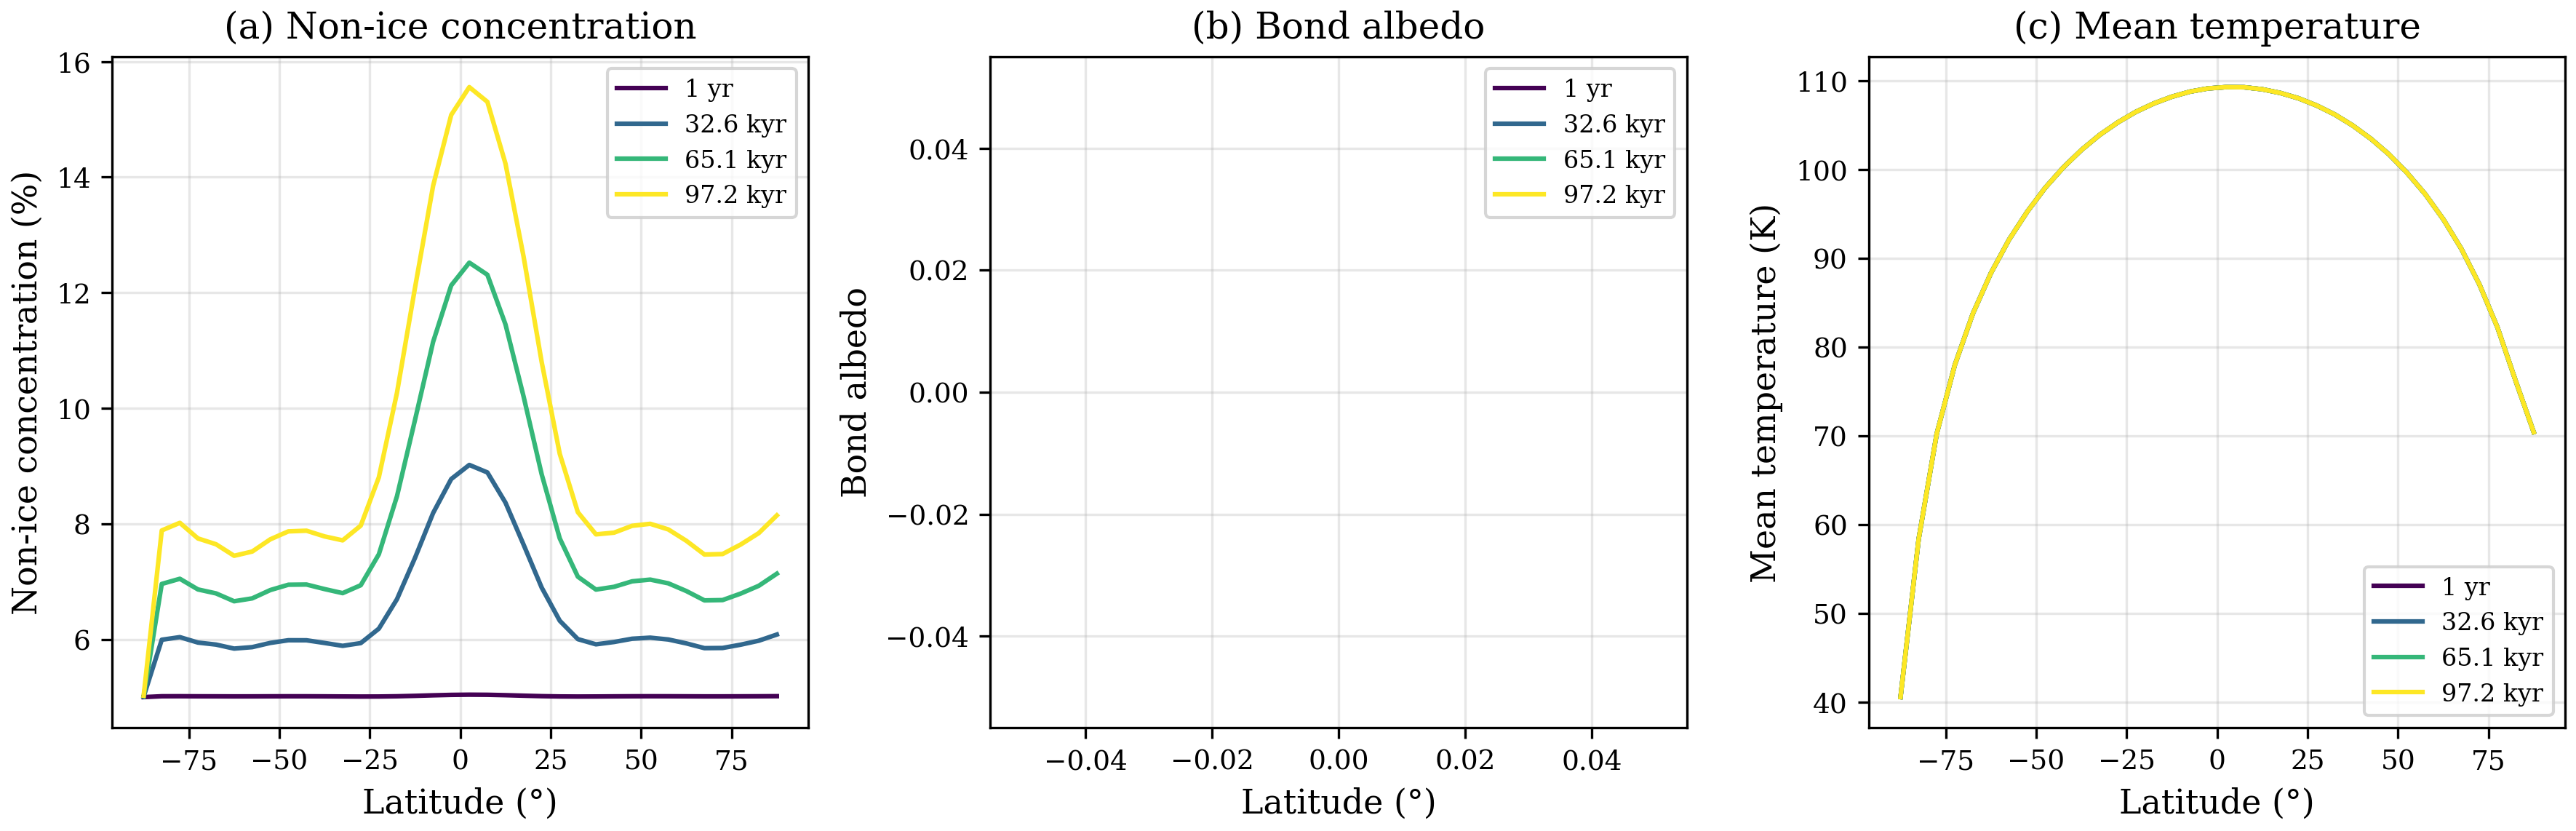 (a) Non-ice concentration
Non-ice concentration (%)
16
14
12
10
8
6
−75
−50
−25
0
25
50
75
Latitude (°)
1 yr
32.6 kyr
65.1 kyr
97.2 kyr
(b) Bond albedo
Bond albedo
0.04
0.02
0.00
−0.02
−0.04
−0.04
−0.02
0.00
0.02
0.04
Latitude (°)
1 yr
32.6 kyr
65.1 kyr
97.2 kyr
(c) Mean temperature
Mean temperature (K)
110
100
90
80
70
60
50
40
−75
−50
−25
0
25
50
75
Latitude (°)
1 yr
32.6 kyr
65.1 kyr
97.2 kyr